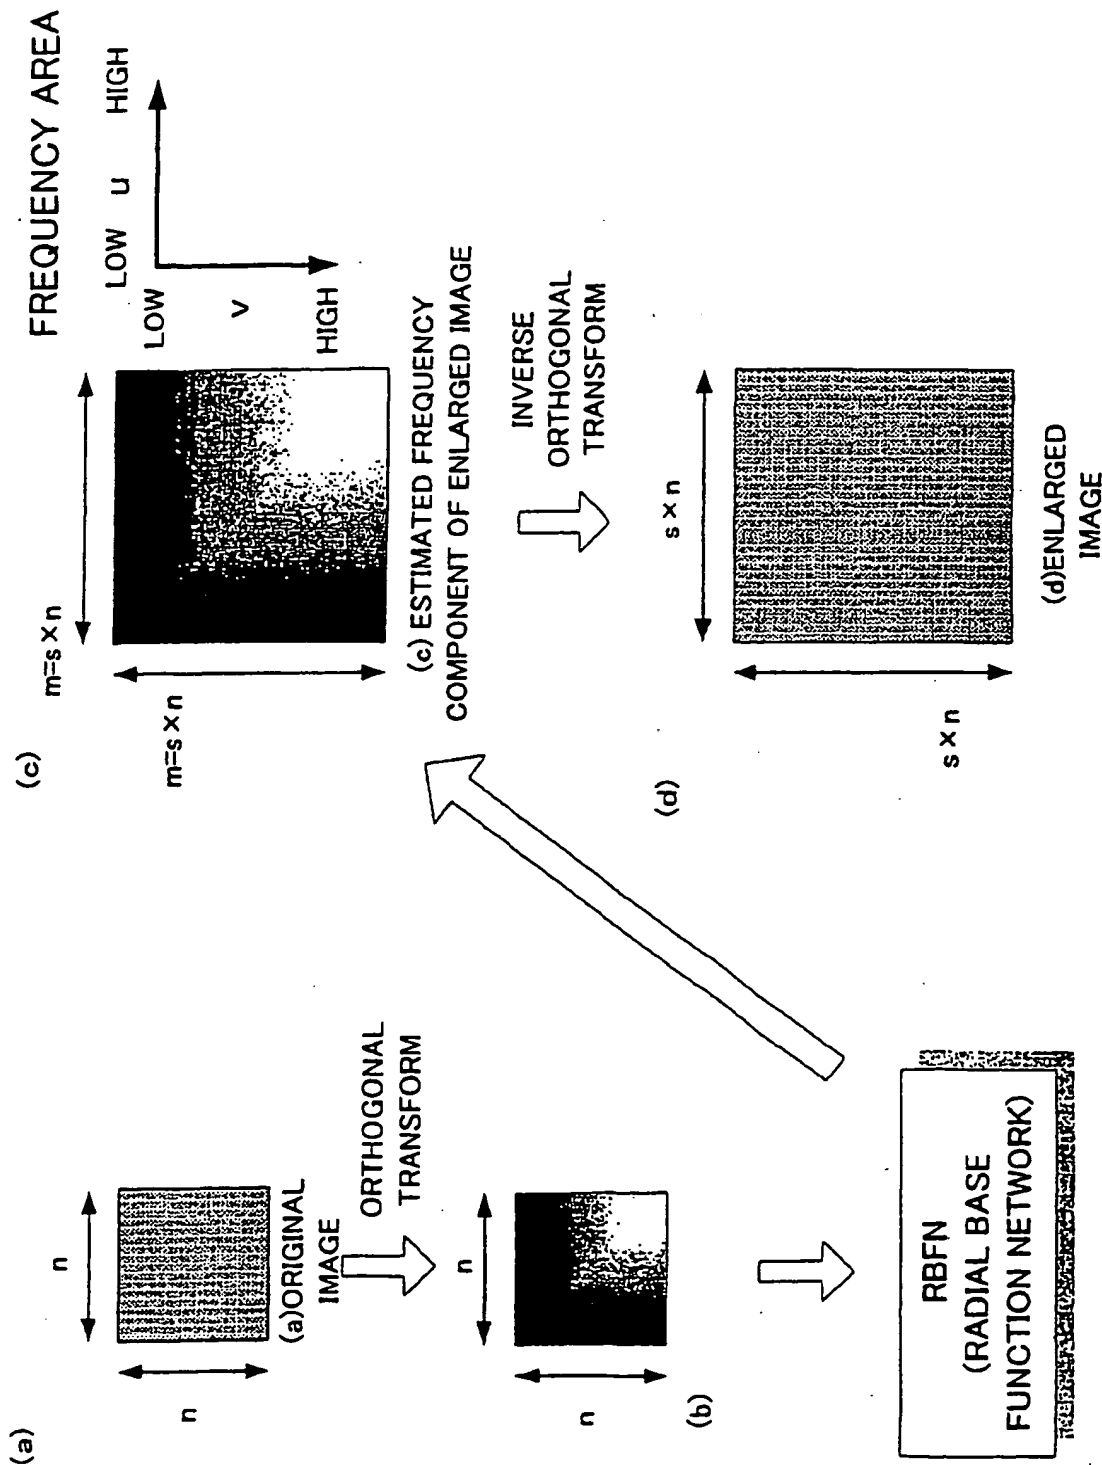 (a)
n
n
(a)ORIGINAL
IMAGE
ORTHOGONAL
TRANSFORM
n
n
(b)
RBFN
(RADIAL BASE
FUNCTION NETWORK)
(c)
m=s×n
m=s×n
FREQUENCY AREA
LOW u HIGH
LOW
v
HIGH
(c) ESTIMATED FREQUENCY
COMPONENT OF ENLARGED IMAGE
INVERSE
ORTHOGONAL
TRANSFORM
(d)
s×n
s×n
(d)ENLARGED
IMAGE